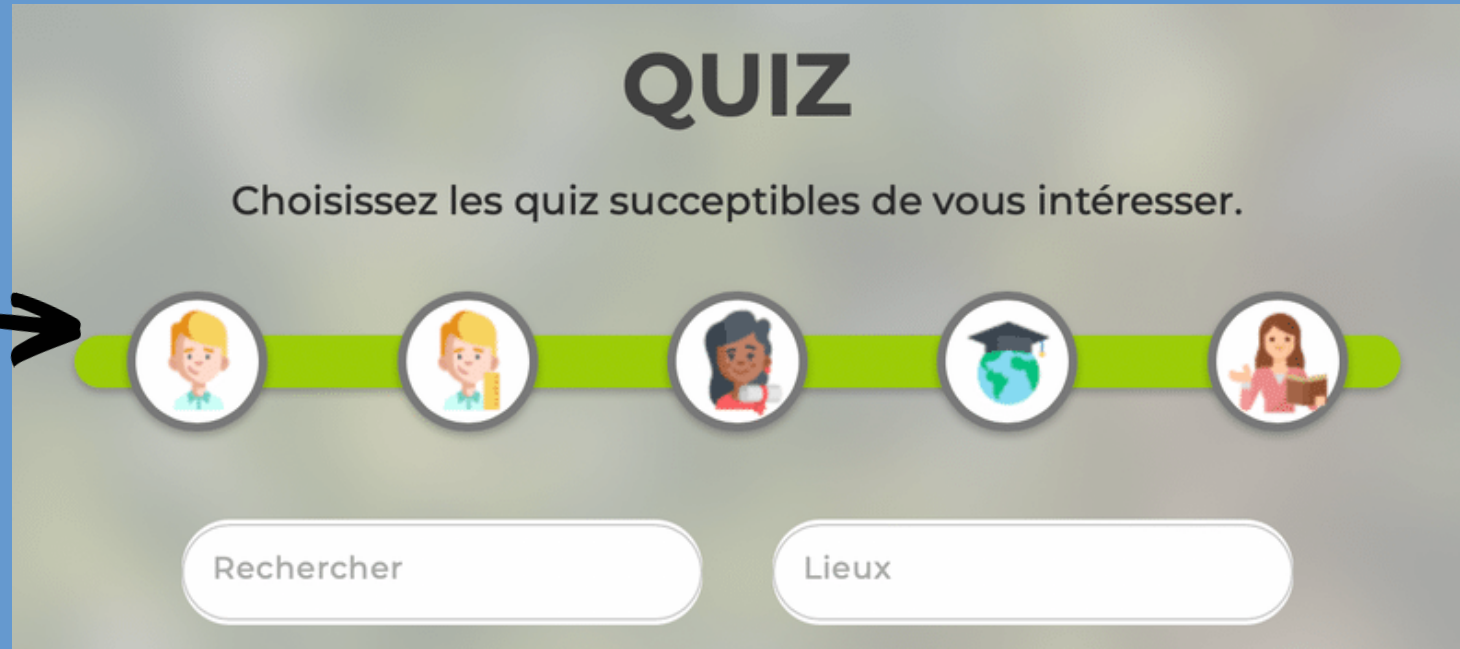 QUIZ
Choisissez les quiz succeptibles de vous intéresser.
Rechercher
Lieux